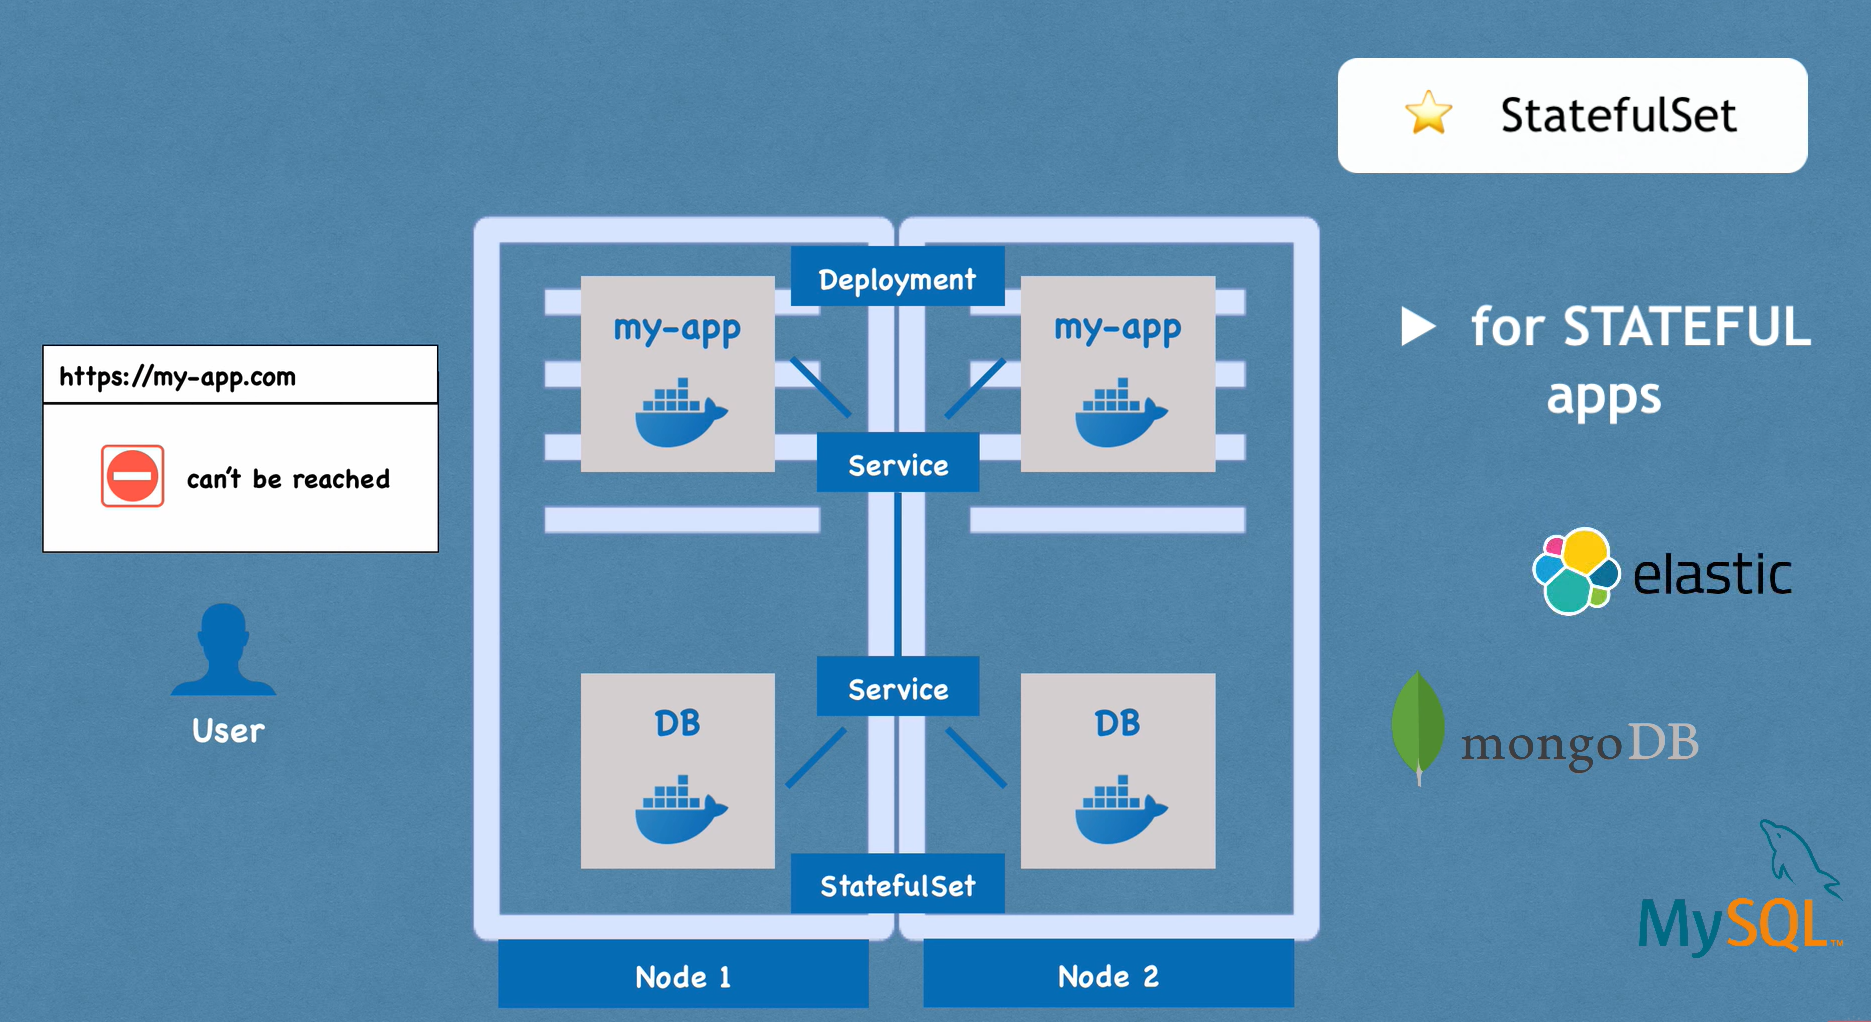 StatefulSet
for STATEFUL
apps
https://my-app.com
can't be reached
User
Deployment
my-app
my-app
Service
Service
DB
DB
StatefulSet
Node 1
Node 2
elastic
mongoDB
MySQL™